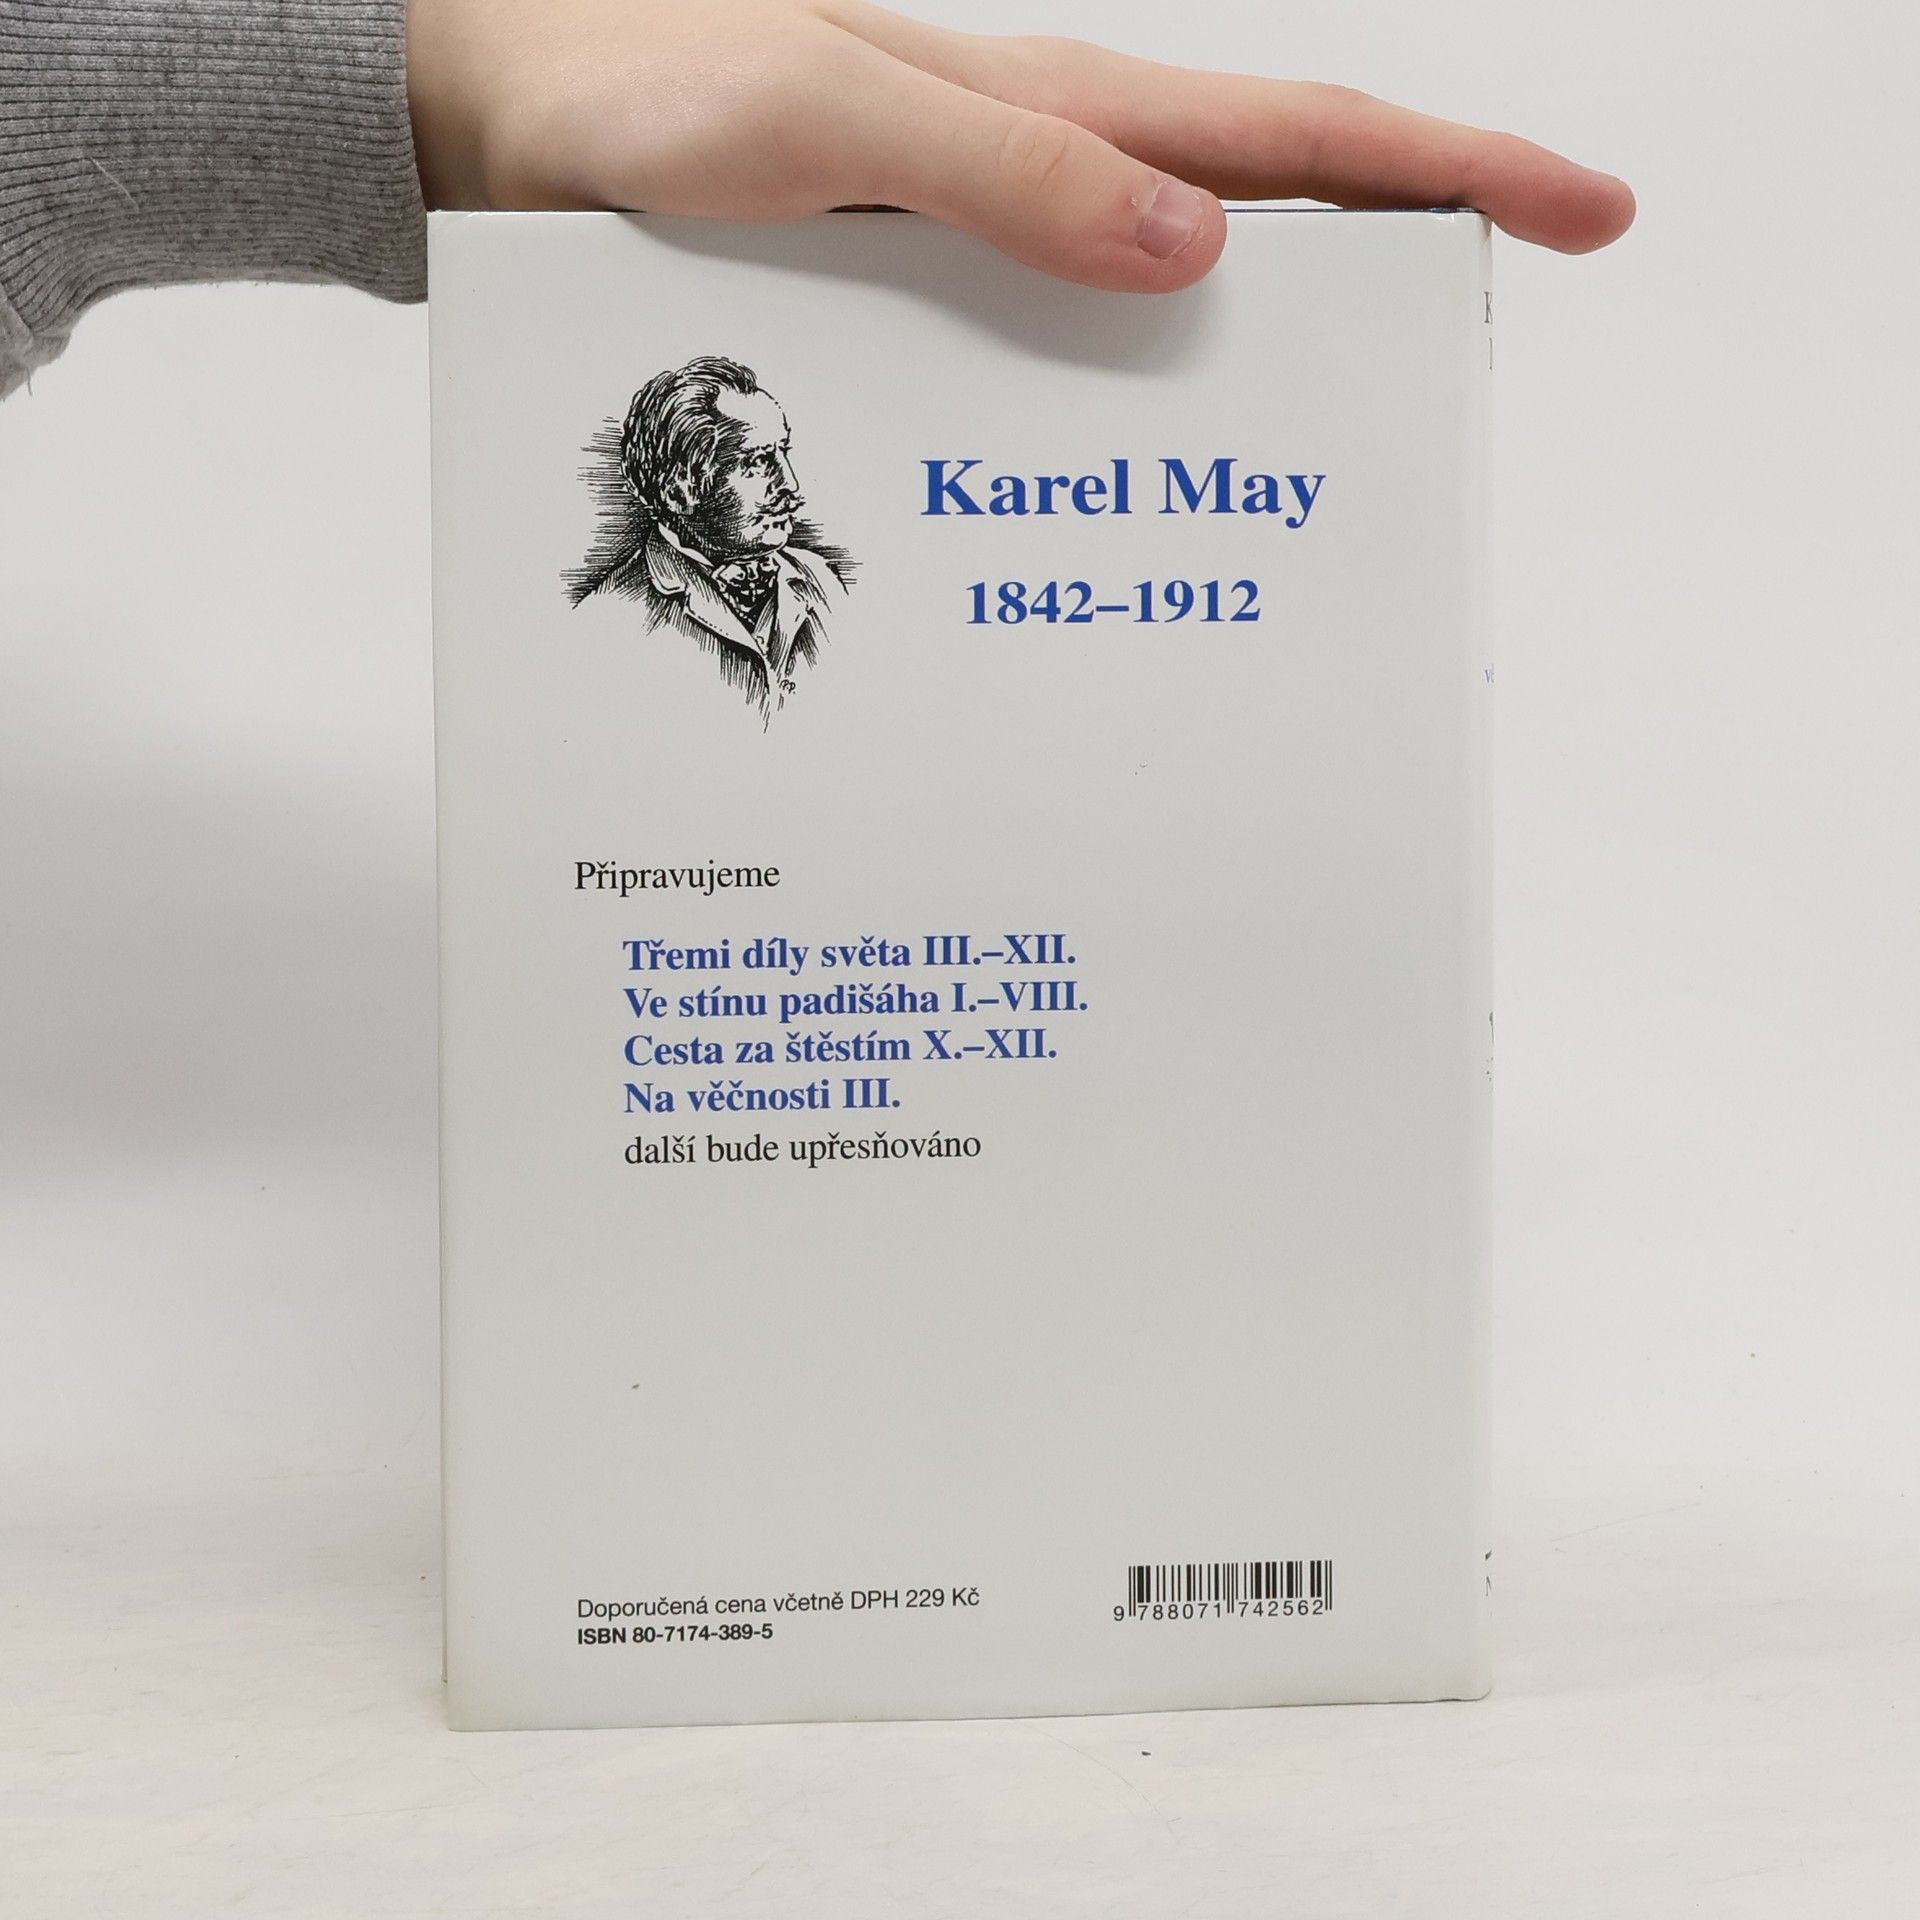 Karel May
1842–1912
Připravujeme
Třemi díly světa III.–XII.
Ve stínu padišáha I.–VIII.
Cesta za štěstím X.–XII.
Na věčnosti III.
další bude upřesňováno
Doporučená cena včetně DPH 229 Kč
ISBN 80-7174-389-5
9 788071 742562